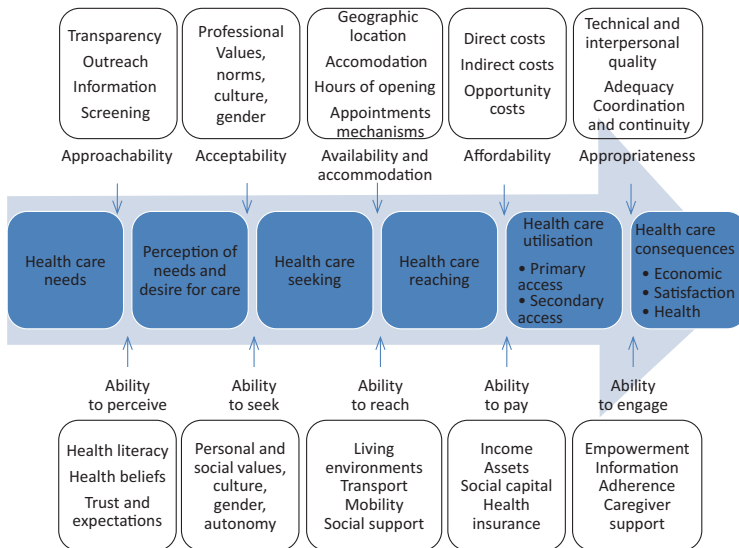 Transparency
Outreach
Information
Screening
Professional
Values,
norms,
culture,
gender
Geographic
location
Accomodation
Hours of opening
Appointments
mechanisms
Direct costs
Indirect costs
Opportunity
costs
Technical and
interpersonal
quality
Adequacy
Coordination
and continuity
Approachability
Acceptability
Availability and
accommodation
Affordability
Appropriateness
Health care
needs
Perception of
needs and
desire for care
Health care
seeking
Health care
reaching
Health care
utilisation
• Primary
access
• Secondary
access
Health care
consequences
• Economic
• Satisfaction
• Health
Ability
to perceive
Ability
to seek
Ability
to reach
Ability
to pay
Ability
to engage
Health literacy
Health beliefs
Trust and
expectations
Personal and
social values,
culture,
gender,
autonomy
Living
environments
Transport
Mobility
Social support
Income
Assets
Social capital
Health
insurance
Empowerment
Information
Adherence
Caregiver
support